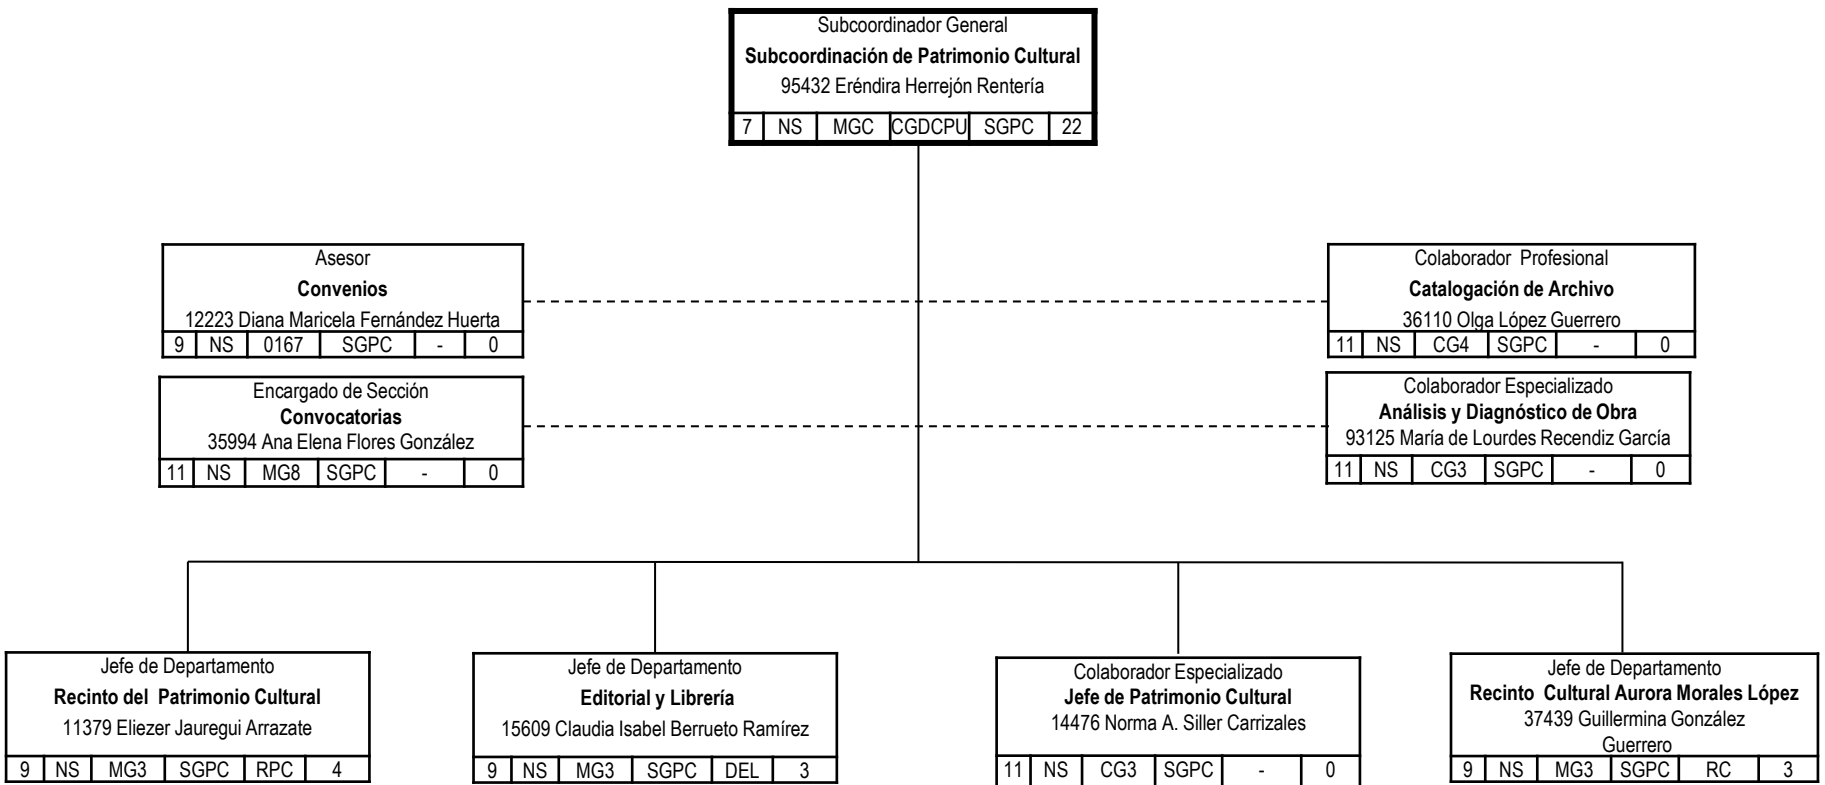 Subcoordinador General
Subcoordinación de Patrimonio Cultural
95432 Eréndira Herrejón Rentería
7 NS MGC CGDCPU SGPC 22
Asesor
Convenios
12223 Diana Maricela Fernández Huerta
9 NS 0167 SGPC - 0
Colaborador Profesional
Catalogación de Archivo
36110 Olga López Guerrero
11 NS CG4 SGPC - 0
Encargado de Sección
Convocatorias
35994 Ana Elena Flores González
11 NS MG8 SGPC - 0
Colaborador Especializado
Análisis y Diagnóstico de Obra
93125 María de Lourdes Recendiz García
11 NS CG3 SGPC - 0
Jefe de Departamento
Recinto del Patrimonio Cultural
11379 Eliezer Jauregui Arrazate
9 NS MG3 SGPC RPC 4
Jefe de Departamento
Editorial y Librería
15609 Claudia Isabel Berrueto Ramírez
9 NS MG3 SGPC DEL 3
Colaborador Especializado
Jefe de Patrimonio Cultural
14476 Norma A. Siller Carrizales
11 NS CG3 SGPC - 0
Jefe de Departamento
Recinto Cultural Aurora Morales López
37439 Guillermina González
Guerrero
9 NS MG3 SGPC RC 3